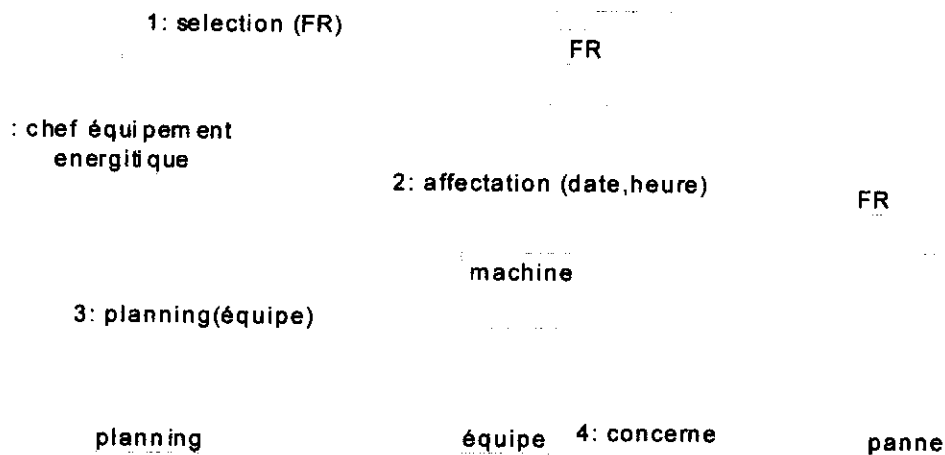 1: selection (FR)
FR
: chef équipement
energitique
2: affectation (date,heure)
FR
machine
3: planning(équipe)
planning
équipe
4: concerne
panne